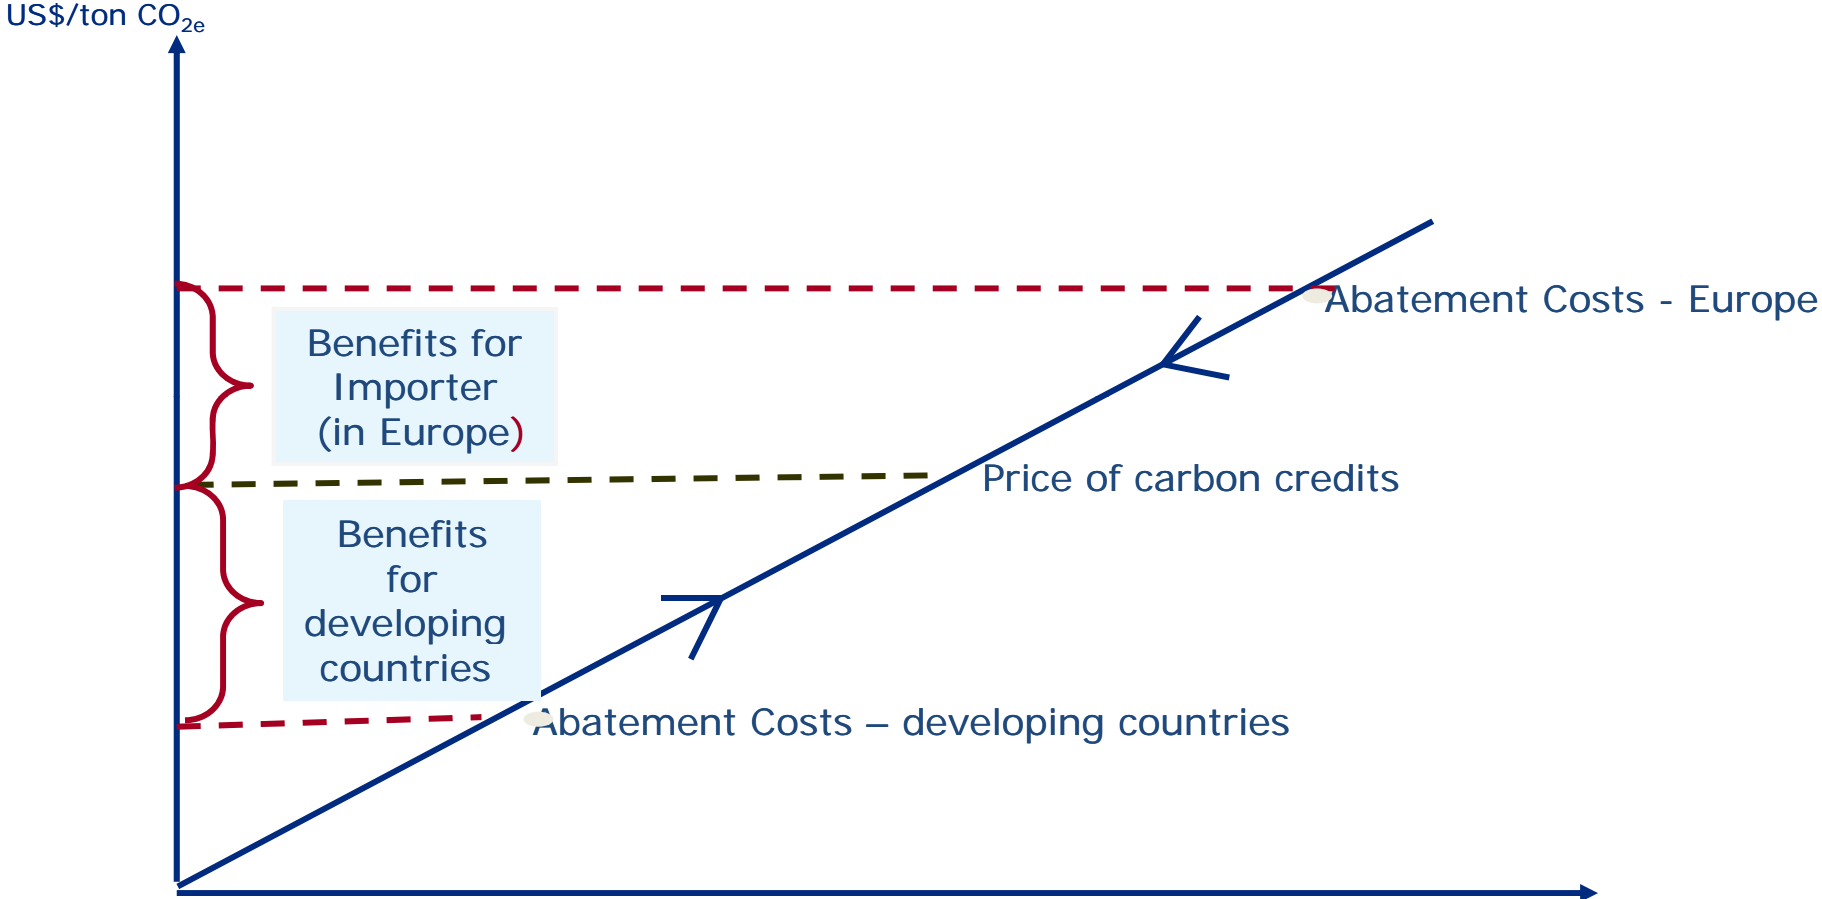 US$/ton CO2e
Abatement Costs - Europe
Benefits for
Importer
(in Europe)
Price of carbon credits
Benefits
for
developing
countries
Abatement Costs – developing countries